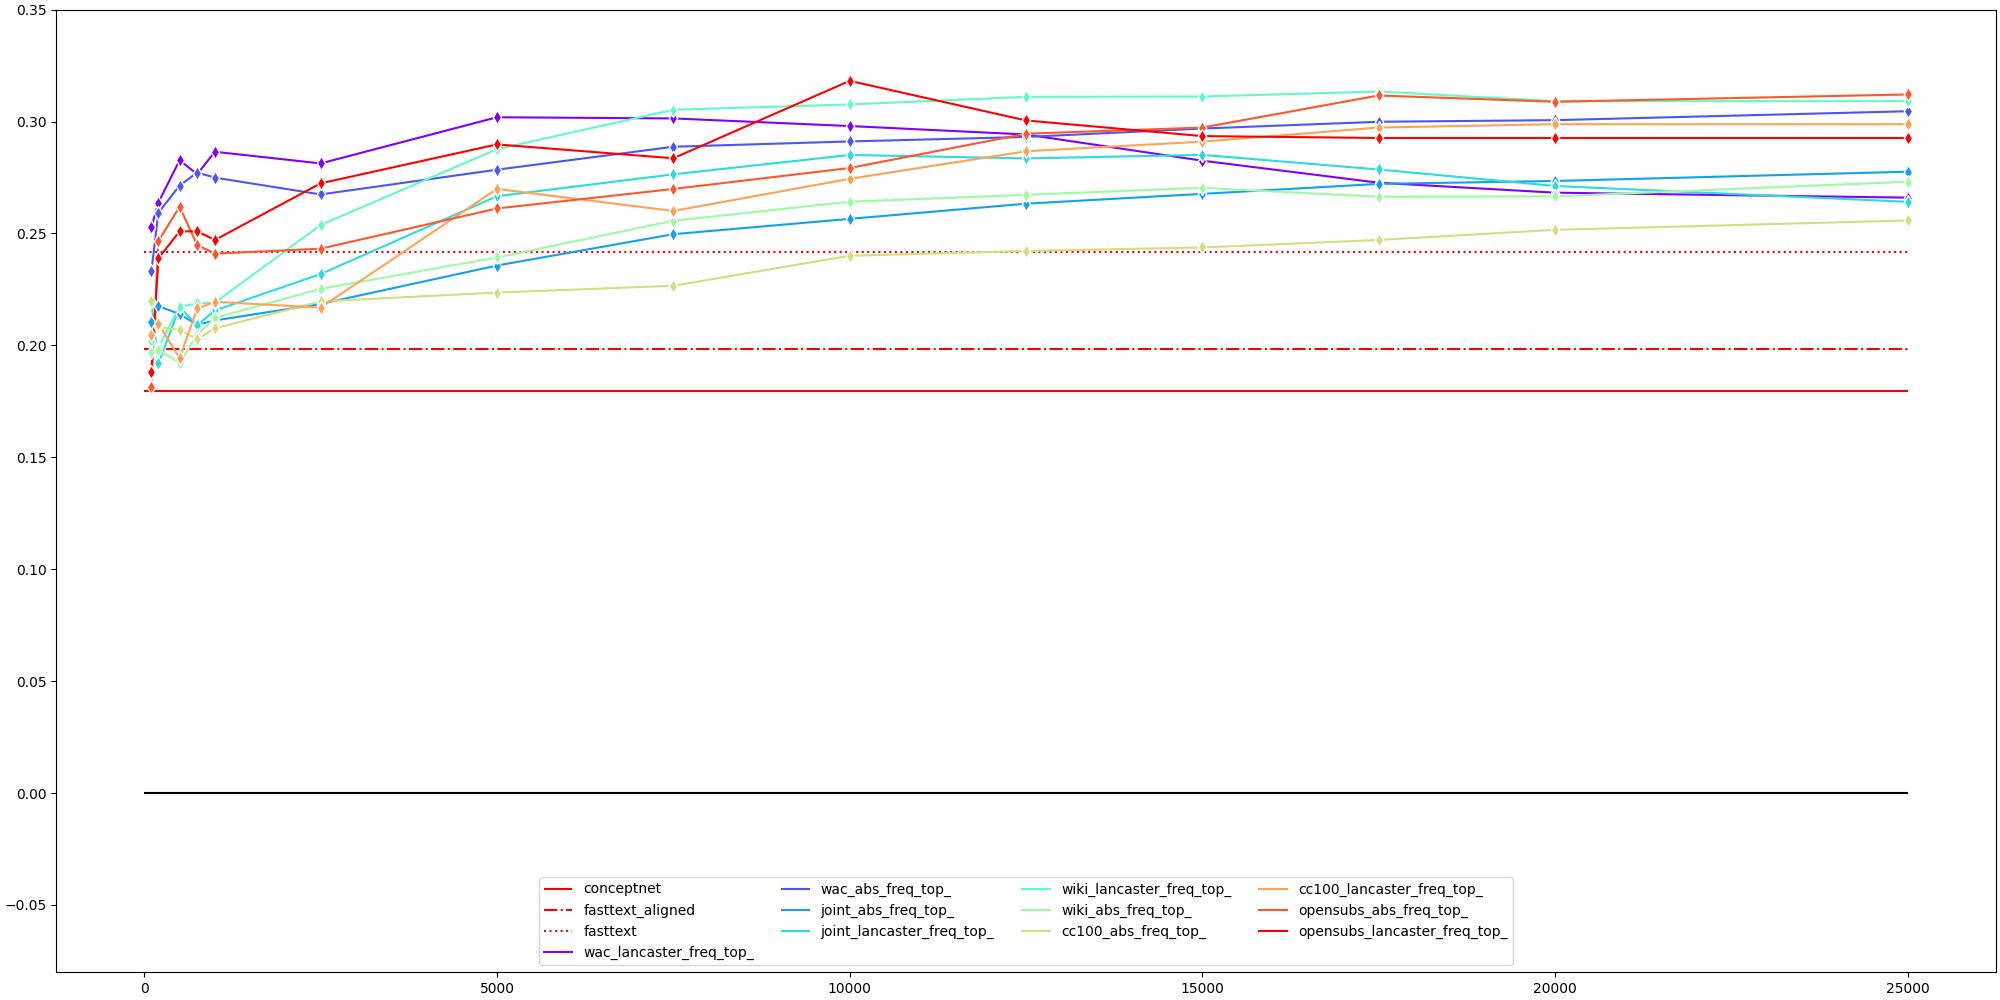 0.35
0.30
0.25
0.20
0.15
0.10
0.05
0.00
−0.05
0 5000 10000 15000 20000 25000
conceptnet
fasttext_aligned
fasttext
wac_lancaster_freq_top_
wac_abs_freq_top_
joint_abs_freq_top_
joint_lancaster_freq_top_
wiki_lancaster_freq_top_
wiki_abs_freq_top_
cc100_abs_freq_top_
cc100_lancaster_freq_top_
opensubs_abs_freq_top_
opensubs_lancaster_freq_top_